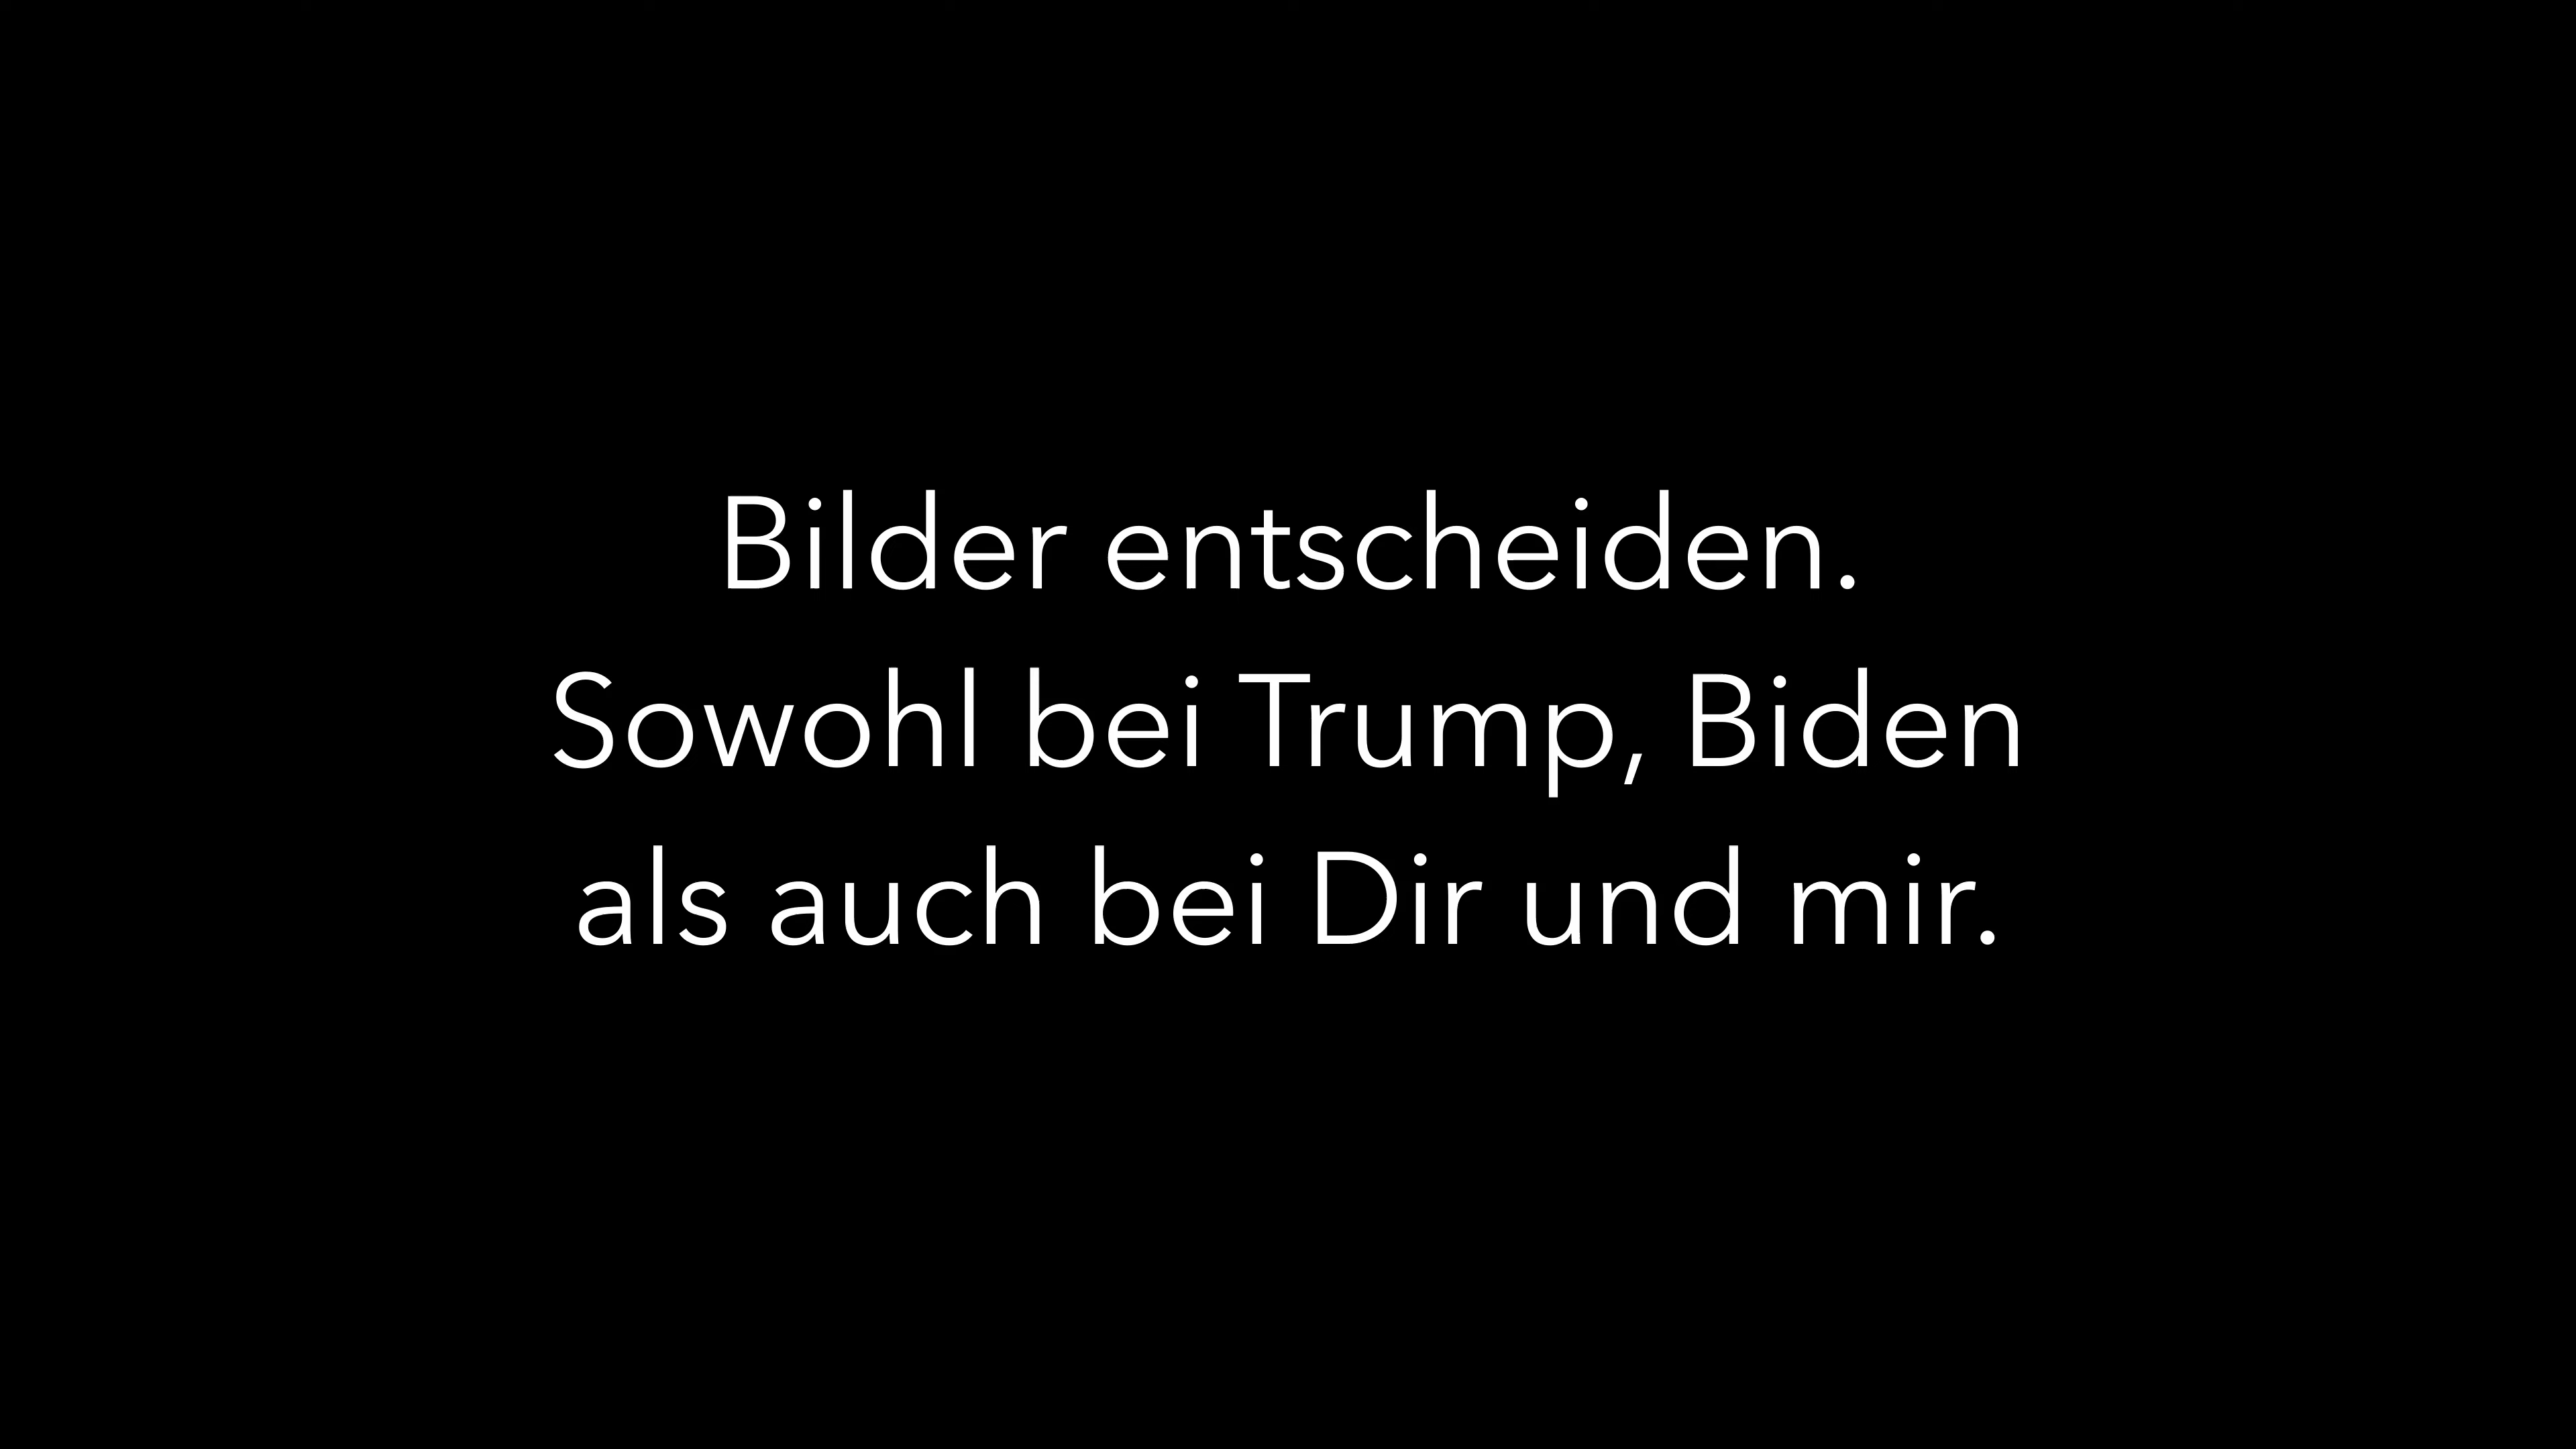 Bilder entscheiden.
Sowohl bei Trump, Biden
als auch bei Dir und mir.